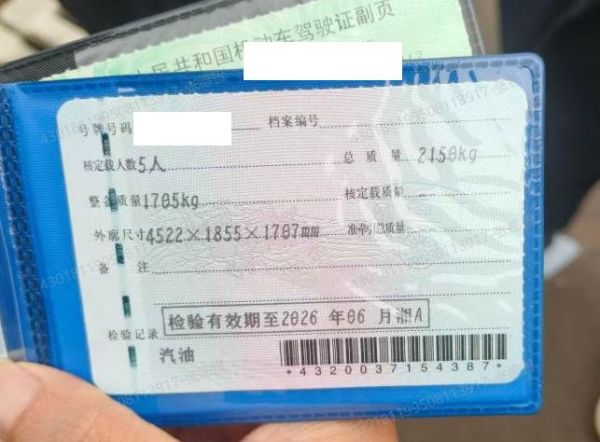 民共和国机动车驾驶证副页
号牌号码 档案编号
核定载人数5人 总质量 2150kg
整备质量1705kg 核定载质量
外廓尺寸4522×1855×1707mm 准牵引总质量
备注
检验有效期至2026 年06 月湘A
检验记录
汽油
*4320037154387*